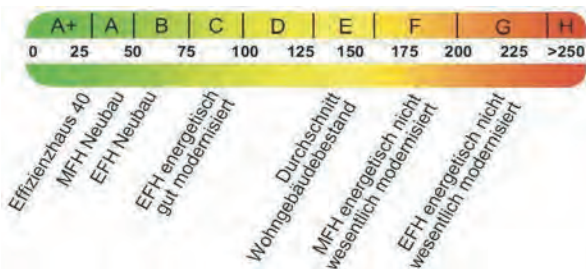 A+ A B C D E F G H
0 25 50 75 100 125 150 175 200 225 >250
Effizienzhaus 40
MFH Neubau
EFH Neubau
EFH energetisch
gut modernisiert
Durchschnitt
Wohngebäudebestand
MFH energetisch nicht
wesentlich modernisiert
EFH energetisch nicht
wesentlich modernisiert